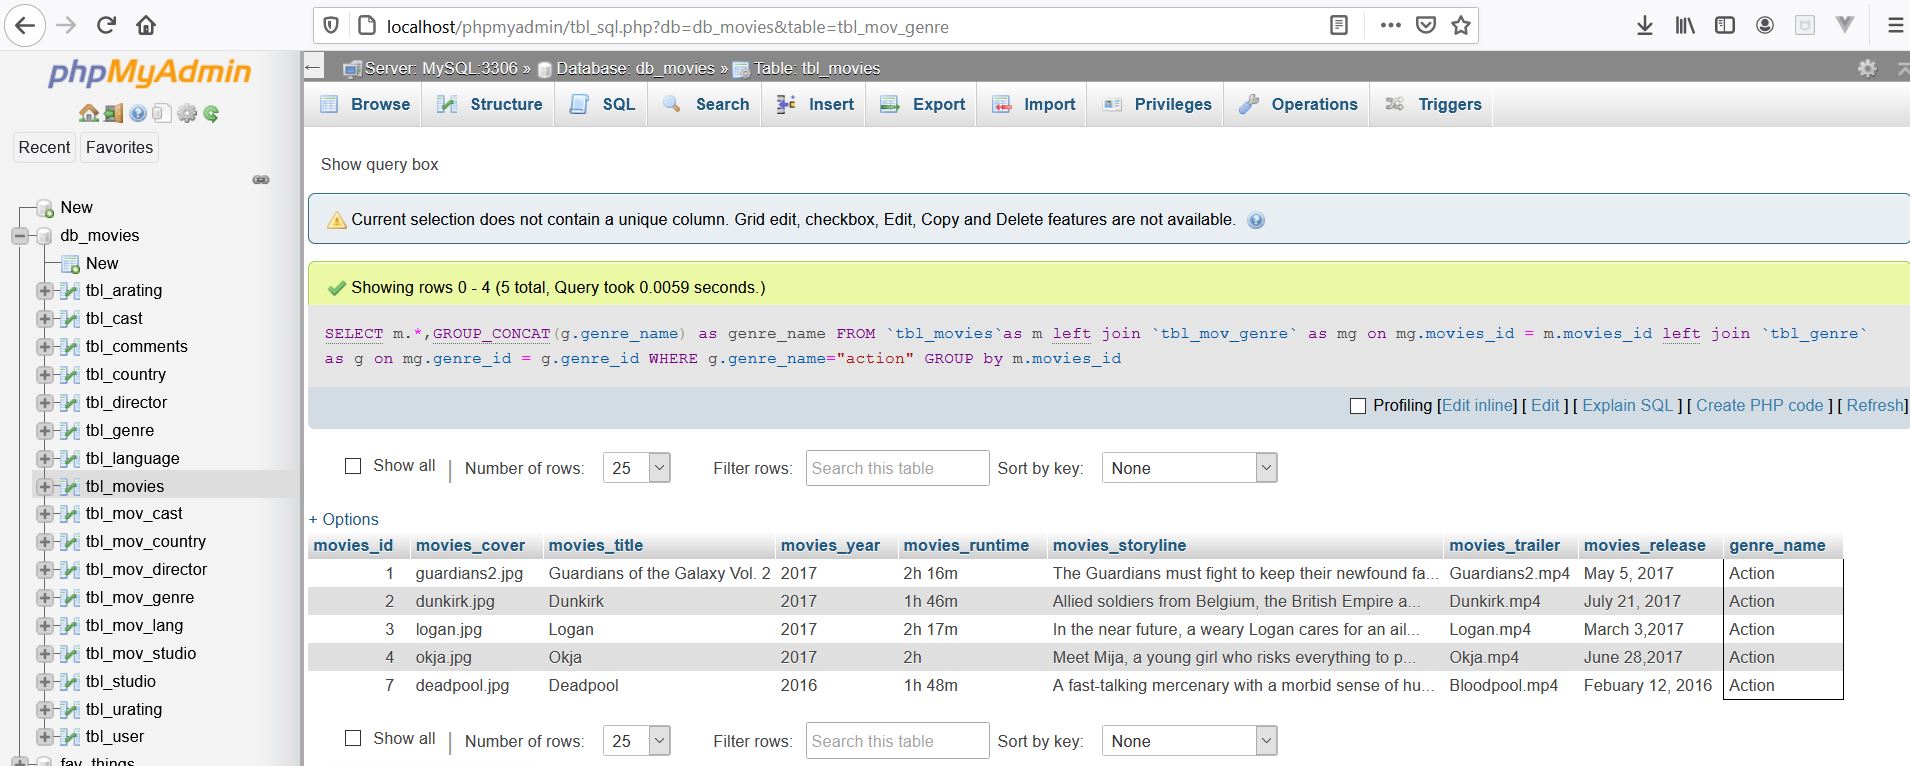 localhost/phpmyadmin/tbl_sql.php?db=db_movies&table=tbl_mov_genre
phpMyAdmin
Recent Favorites
New
db_movies
New
tbl_arating
tbl_cast
tbl_comments
tbl_country
tbl_director
tbl_genre
tbl_language
tbl_movies
tbl_mov_cast
tbl_mov_country
tbl_mov_director
tbl_mov_genre
tbl_mov_lang
tbl_mov_studio
tbl_studio
tbl_urating
tbl_user
fav_things
Server: MySQL:3306 » Database: db_movies » Table: tbl_movies
Browse Structure SQL Search Insert Export Import Privileges Operations Triggers
Show query box
Current selection does not contain a unique column. Grid edit, checkbox, Edit, Copy and Delete features are not available.
Showing rows 0 - 4 (5 total, Query took 0.0059 seconds.)
SELECT m.*,GROUP_CONCAT(g.genre_name) as genre_name FROM `tbl_movies`as m left join `tbl_mov_genre` as mg on mg.movies_id = m.movies_id left join `tbl_genre`
as g on mg.genre_id = g.genre_id WHERE g.genre_name="action" GROUP by m.movies_id
Profiling [Edit inline] [ Edit ] [ Explain SQL ] [ Create PHP code ] [ Refresh]
Show all | Number of rows: 25 Filter rows: Search this table Sort by key: None
+ Options
movies_id movies_cover movies_title movies_year movies_runtime movies_storyline movies_trailer movies_release genre_name
1 guardians2.jpg Guardians of the Galaxy Vol. 2 2017 2h 16m The Guardians must fight to keep their newfound fa... Guardians2.mp4 May 5, 2017 Action
2 dunkirk.jpg Dunkirk 2017 1h 46m Allied soldiers from Belgium, the British Empire a... Dunkirk.mp4 July 21, 2017 Action
3 logan.jpg Logan 2017 2h 17m In the near future, a weary Logan cares for an ail... Logan.mp4 March 3,2017 Action
4 okja.jpg Okja 2017 2h Meet Mija, a young girl who risks everything to p... Okja.mp4 June 28,2017 Action
7 deadpool.jpg Deadpool 2016 1h 48m A fast-talking mercenary with a morbid sense of hu... Bloodpool.mp4 Febuary 12, 2016 Action
Show all | Number of rows: 25 Filter rows: Search this table Sort by key: None